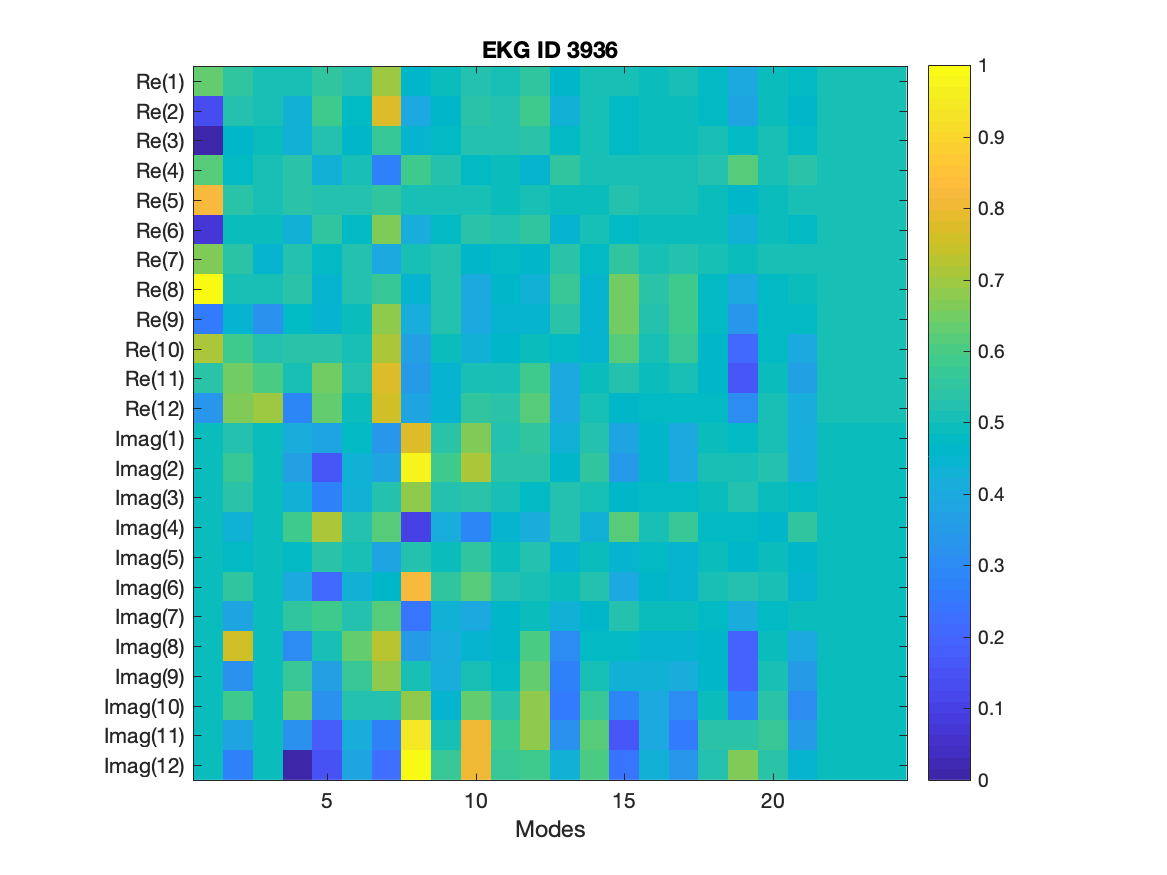 EKG ID 3936
Re(1)
Re(2)
Re(3)
Re(4)
Re(5)
Re(6)
Re(7)
Re(8)
Re(9)
Re(10)
Re(11)
Re(12)
Imag(1)
Imag(2)
Imag(3)
Imag(4)
Imag(5)
Imag(6)
Imag(7)
Imag(8)
Imag(9)
Imag(10)
Imag(11)
Imag(12)
5 10 15 20
Modes
1
0.9
0.8
0.7
0.6
0.5
0.4
0.3
0.2
0.1
0